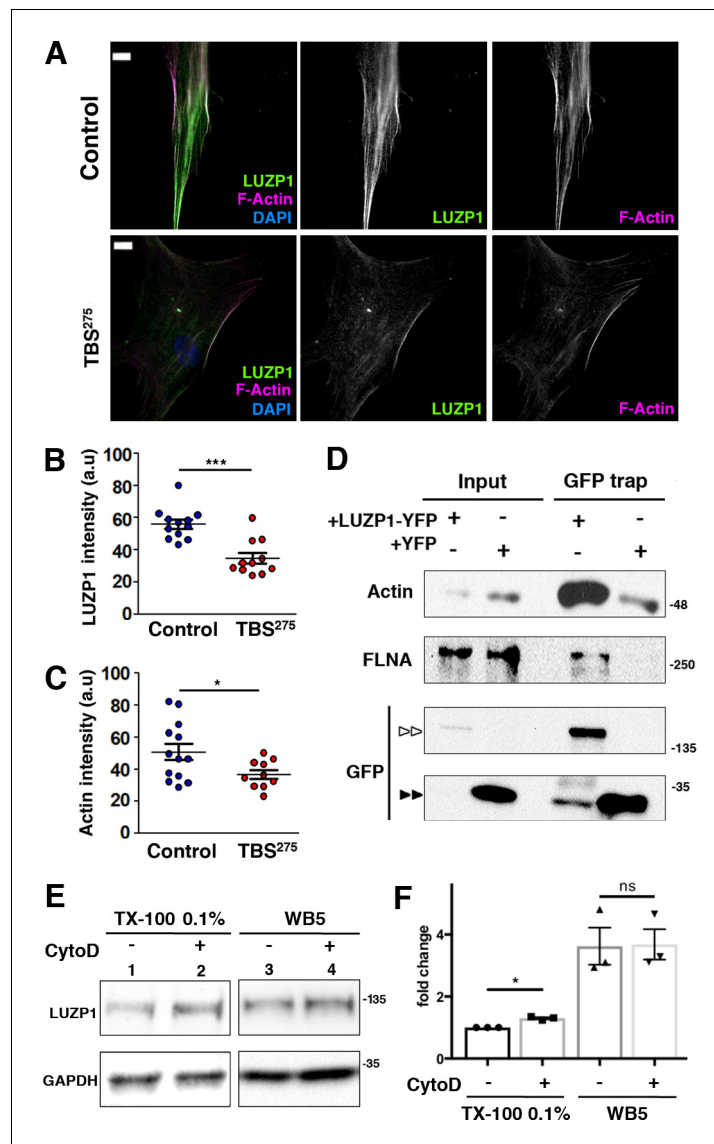 A
Control
LUZP1
F-Actin
DAPI
LUZP1
F-Actin
TBS275
LUZP1
F-Actin
DAPI
LUZP1
F-Actin
B
LUZP1 intensity (a.u)
100
80
60
40
20
0
***
Control TBS275
C
Actin intensity (a.u)
100
80
60
40
20
0
*
Control TBS275
D
Input GFP trap
+LUZP1-YFP + - + -
+YFP - + - +
Actin
-48
FLNA
-250
GFP
-135
-35
E
TX-100 0.1% WB5
CytoD - + - +
1 2 3 4
LUZP1
-135
GAPDH
-35
F
fold change
4
2
0
*
ns
CytoD - + - +
TX-100 0.1% WB5